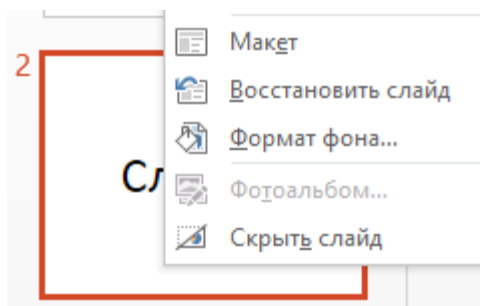 2
Макет
Восстановить слайд
Формат фона...
Фотоальбом...
Скрыть слайд